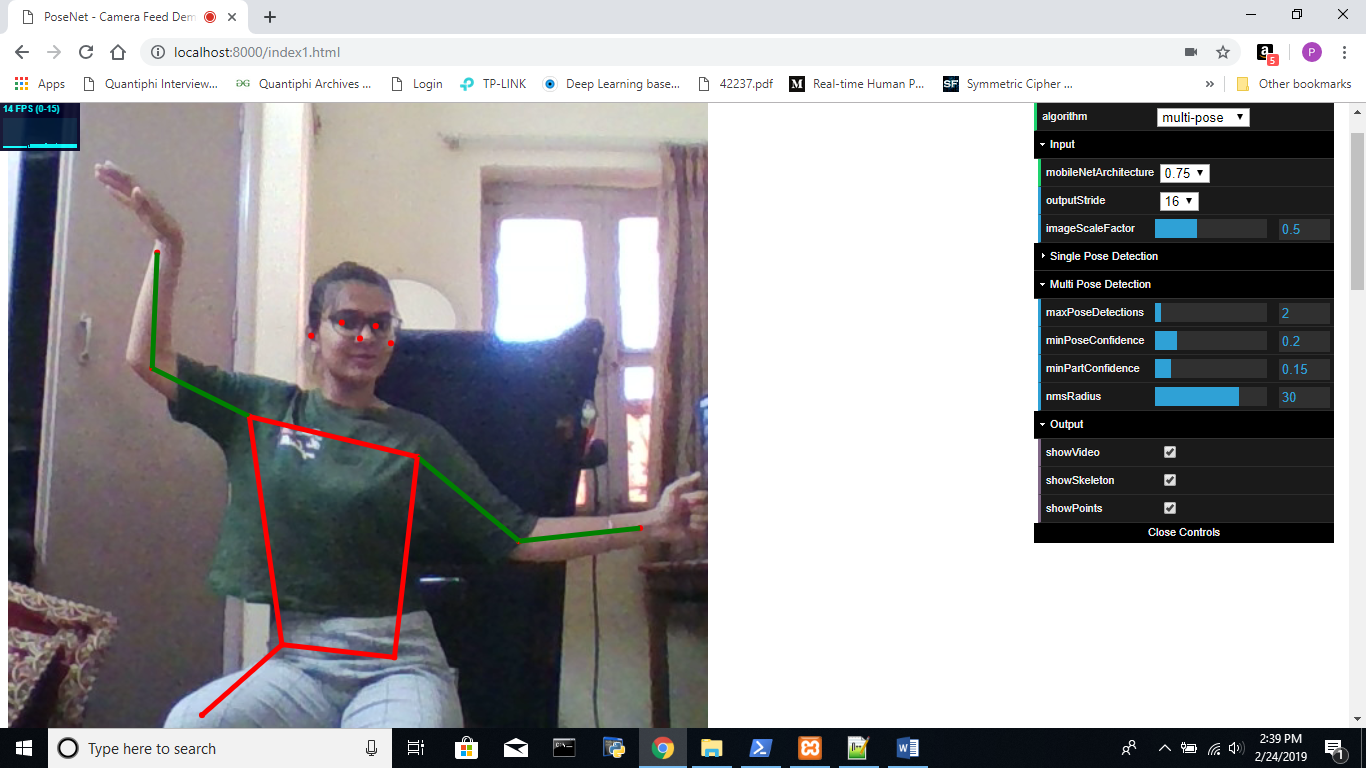 PoseNet - Camera Feed Dem
localhost:8000/index1.html
a 5 P
Apps Quantiphi Interview... Quantiphi Archives ... Login TP-LINK Deep Learning base... 42237.pdf M Real-time Human P... SF Symmetric Cipher ... » Other bookmarks
14 FPS (0-15)
algorithm multi-pose
Input
mobileNetArchitecture 0.75
outputStride 16
imageScaleFactor 0.5
Single Pose Detection
Multi Pose Detection
maxPoseDetections 2
minPoseConfidence 0.2
minPartConfidence 0.15
nmsRadius 30
Output
showVideo
showSkeleton
showPoints
Close Controls
Type here to search
2:39 PM
2/24/2019
1